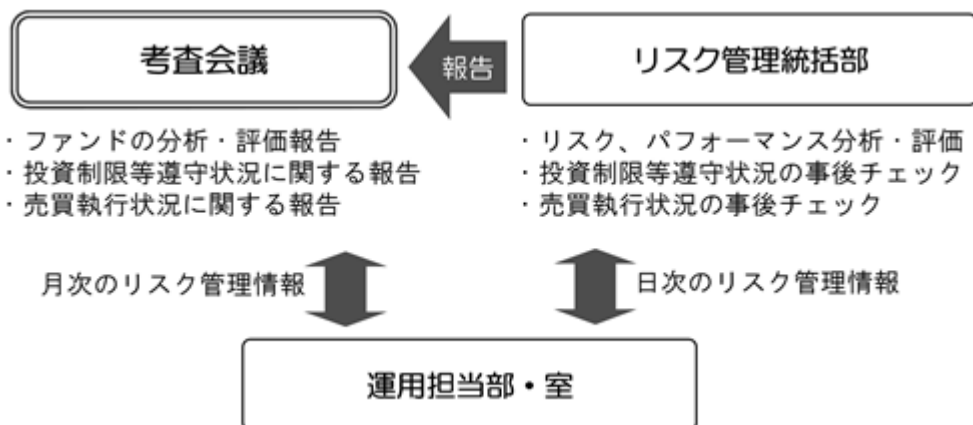 考査会議
報告
リスク管理統括部
・ファンドの分析・評価報告
・投資制限等遵守状況に関する報告
・売買執行状況に関する報告
・リスク、パフォーマンス分析・評価
・投資制限等遵守状況の事後チェック
・売買執行状況の事後チェック
月次のリスク管理情報
日次のリスク管理情報
運用担当部・室